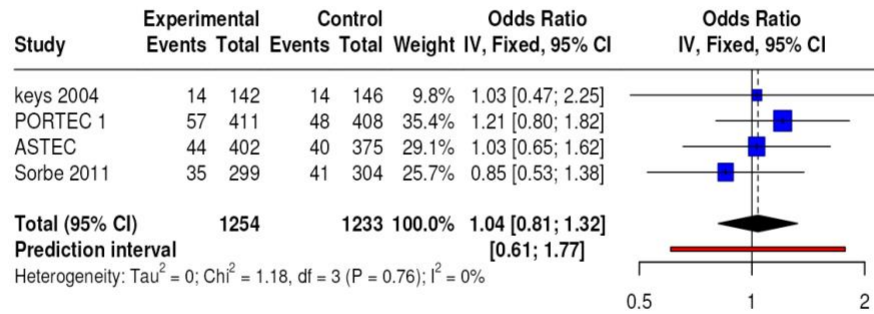 Experimental Control Odds Ratio Odds Ratio
Study Events Total Events Total Weight IV, Fixed, 95% CI IV, Fixed, 95% CI
keys 2004 14 142 14 146 9.8% 1.03 [0.47; 2.25]
PORTEC 1 57 411 48 408 35.4% 1.21 [0.80; 1.82]
ASTEC 44 402 40 375 29.1% 1.03 [0.65; 1.62]
Sorbe 2011 35 299 41 304 25.7% 0.85 [0.53; 1.38]
Total (95% CI) 1254 1233 100.0% 1.04 [0.81; 1.32]
Prediction interval [0.61; 1.77]
Heterogeneity: Tau² = 0; Chi² = 1.18, df = 3 (P = 0.76); I² = 0%
0.5 1 2